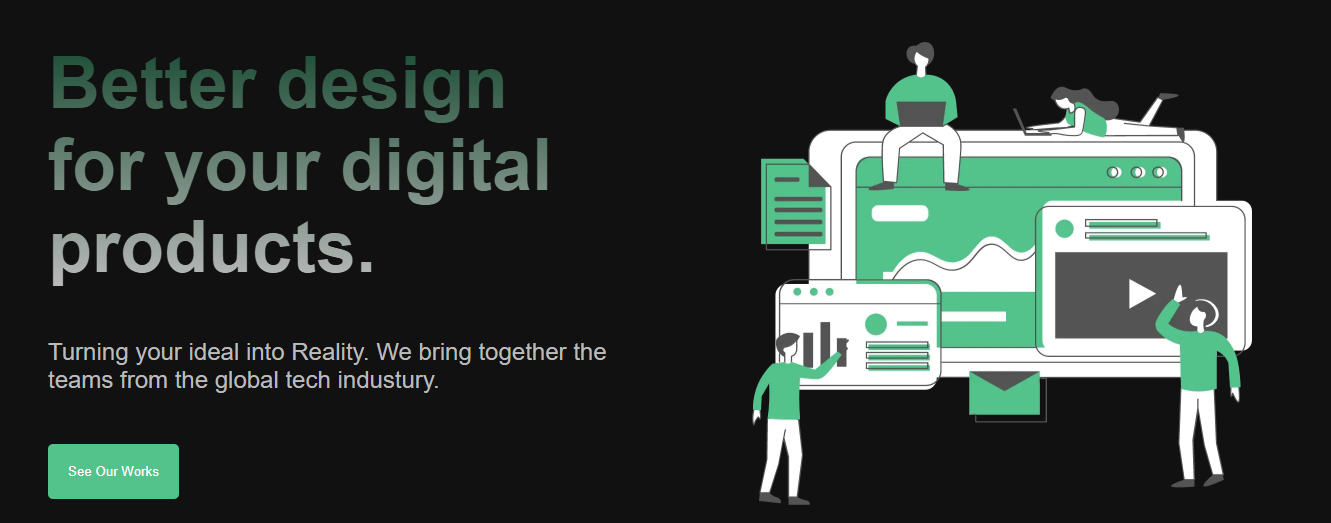 Better design
for your digital
products.
Turning your ideal into Reality. We bring together the
teams from the global tech industury.
See Our Works